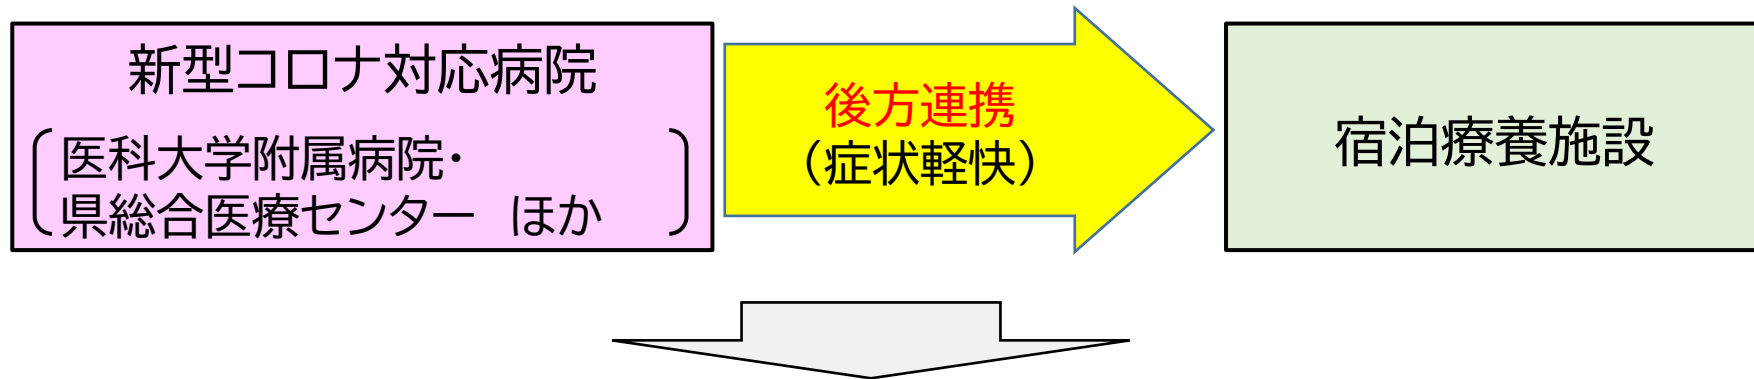 新型コロナ対応病院
医科大学附属病院・
県総合医療センター　ほか
後方連携
（症状軽快）
宿泊療養施設